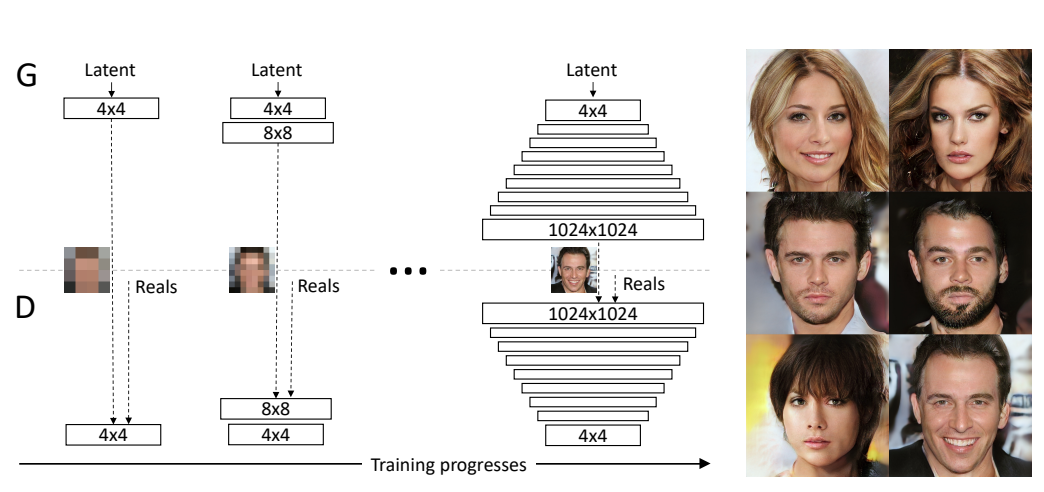 G
Latent
4x4
Reals
D
4x4
Latent
4x4
8x8
Reals
8x8
4x4
Latent
4x4
1024x1024
Reals
1024x1024
4x4
Training progresses